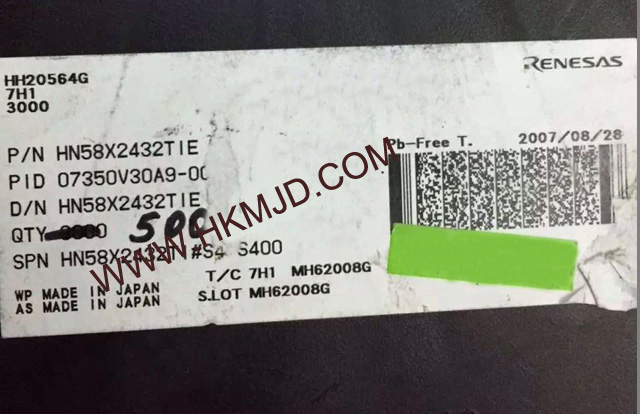 HH20564G
7H1
3000
RENESAS
P/N HN58X2432TIE
Pb-Free T. 2007/08/28
PID 07350V30A9-00
D/N HN58X2432TIE
QTY 3000 500
SPN HN58X2432TI #S4 S400
T/C 7H1 MH62008G
WP MADE IN JAPAN
AS MADE IN JAPAN
S.LOT MH62008G
WWW.HKMJD.COM